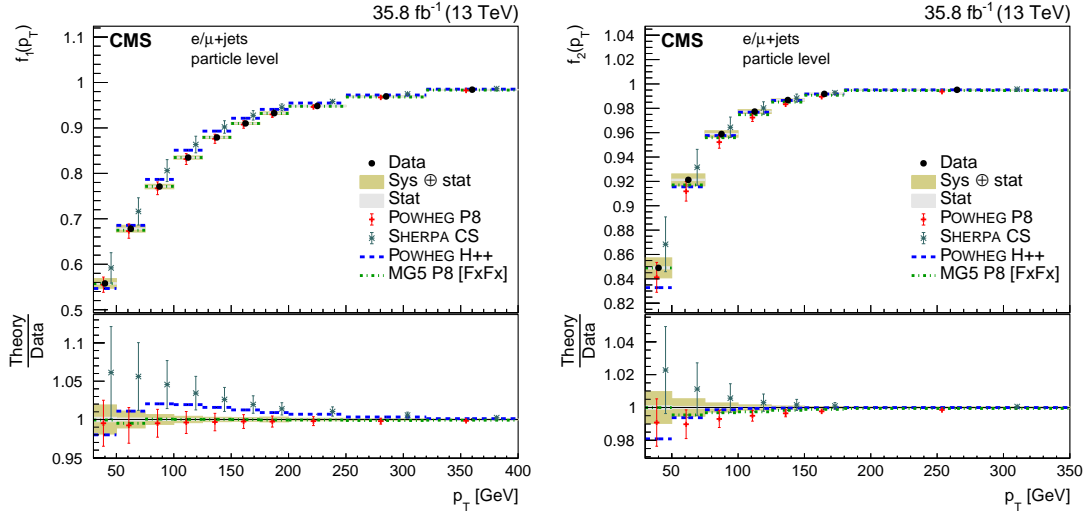 35.8 fb⁻¹ (13 TeV)
f₁(p_T)
1.1
1
0.9
0.8
0.7
0.6
0.5
CMS
e/μ+jets
particle level
Data
Sys ⊕ stat
Stat
POWHEG P8
SHERPA CS
POWHEG H++
MG5 P8 [FxFx]
Theory
Data
1.1
1.05
1.0
0.95
50 100 150 200 250 300 350 400
p_T [GeV]
35.8 fb⁻¹ (13 TeV)
f₂(p_T)
1.04
1.02
1
0.98
0.96
0.94
0.92
0.9
0.88
0.86
0.84
0.82
CMS
e/μ+jets
particle level
Data
Sys ⊕ stat
Stat
POWHEG P8
SHERPA CS
POWHEG H++
MG5 P8 [FxFx]
Theory
Data
1.04
1.02
1.00
0.98
50 100 150 200 250 300 350
p_T [GeV]